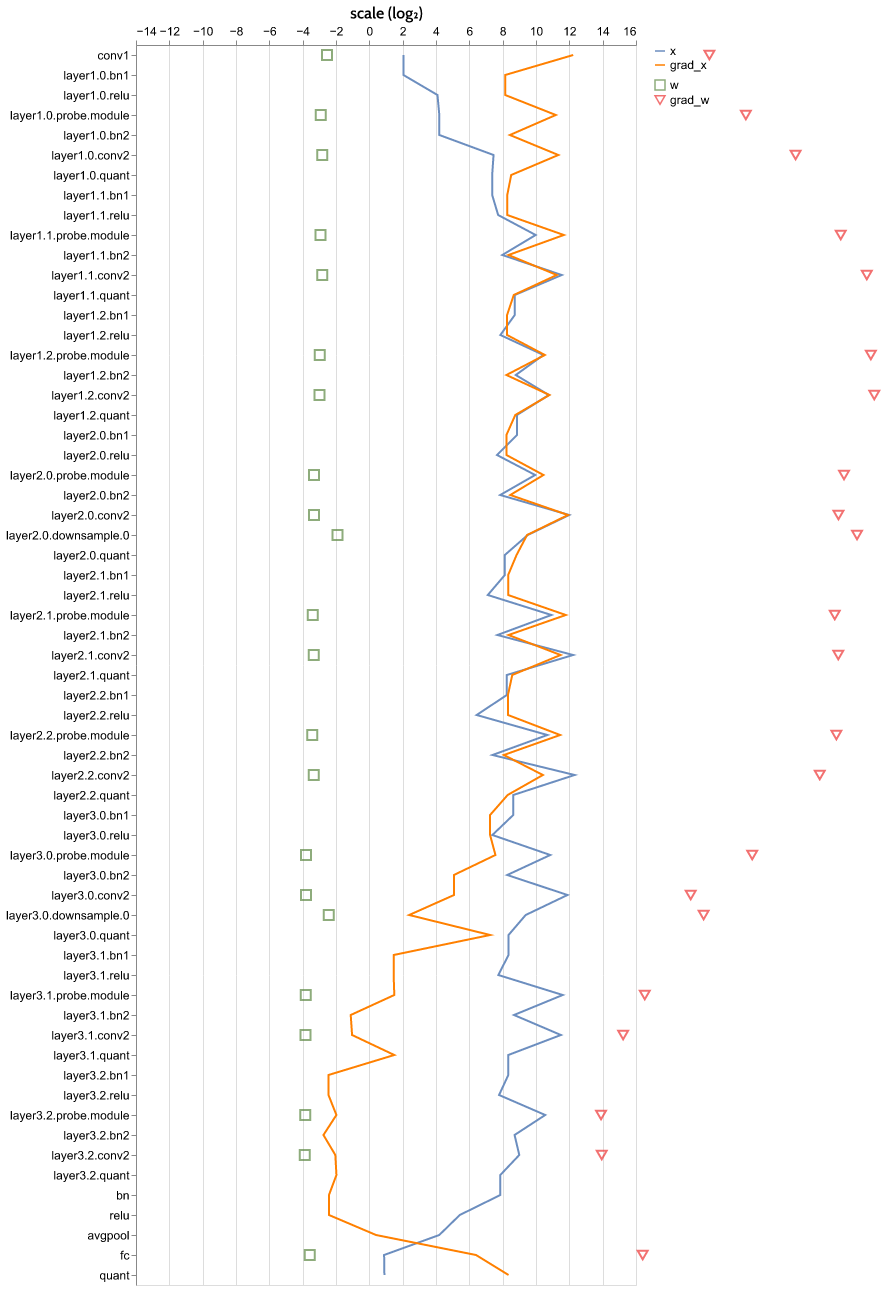 scale (log₂)
−14 −12 −10 −8 −6 −4 −2 0 2 4 6 8 10 12 14 16
x
grad_x
w
grad_w
conv1
layer1.0.bn1
layer1.0.relu
layer1.0.probe.module
layer1.0.bn2
layer1.0.conv2
layer1.0.quant
layer1.1.bn1
layer1.1.relu
layer1.1.probe.module
layer1.1.bn2
layer1.1.conv2
layer1.1.quant
layer1.2.bn1
layer1.2.relu
layer1.2.probe.module
layer1.2.bn2
layer1.2.conv2
layer1.2.quant
layer2.0.bn1
layer2.0.relu
layer2.0.probe.module
layer2.0.bn2
layer2.0.conv2
layer2.0.downsample.0
layer2.0.quant
layer2.1.bn1
layer2.1.relu
layer2.1.probe.module
layer2.1.bn2
layer2.1.conv2
layer2.1.quant
layer2.2.bn1
layer2.2.relu
layer2.2.probe.module
layer2.2.bn2
layer2.2.conv2
layer2.2.quant
layer3.0.bn1
layer3.0.relu
layer3.0.probe.module
layer3.0.bn2
layer3.0.conv2
layer3.0.downsample.0
layer3.0.quant
layer3.1.bn1
layer3.1.relu
layer3.1.probe.module
layer3.1.bn2
layer3.1.conv2
layer3.1.quant
layer3.2.bn1
layer3.2.relu
layer3.2.probe.module
layer3.2.bn2
layer3.2.conv2
layer3.2.quant
bn
relu
avgpool
fc
quant